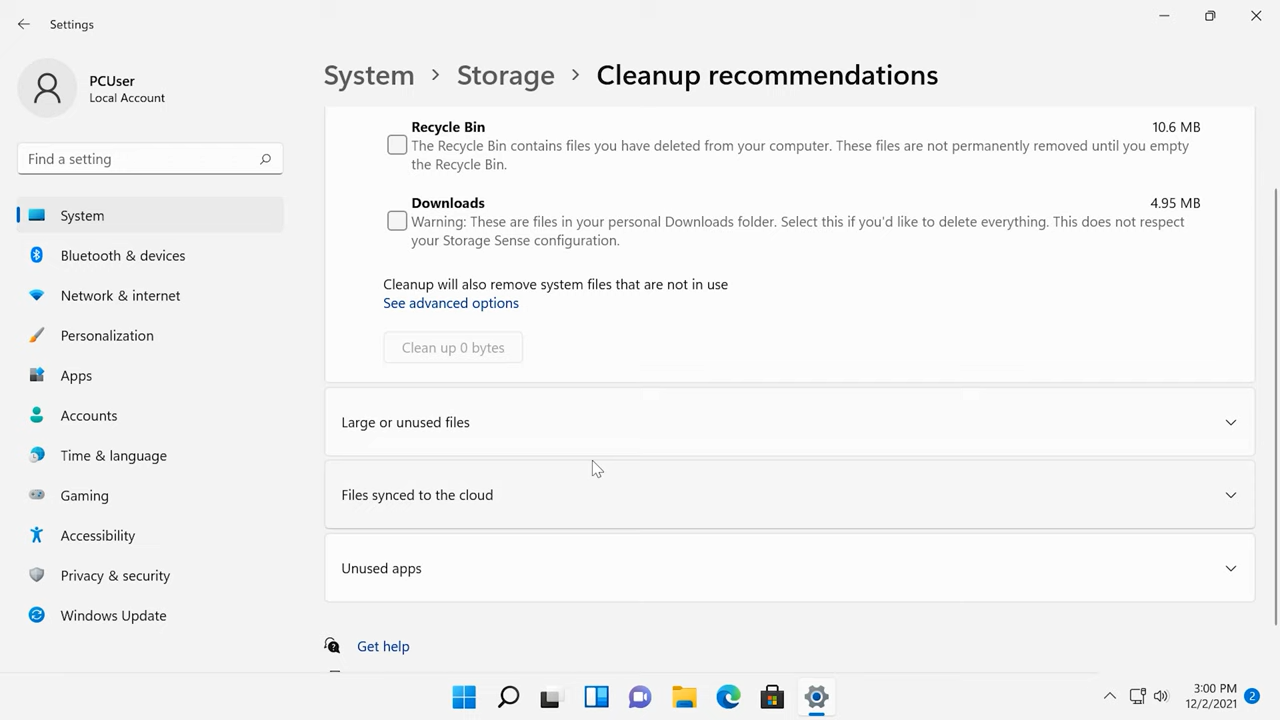 Settings
PCUser
Local Account
Find a setting
System
Bluetooth & devices
Network & internet
Personalization
Apps
Accounts
Time & language
Gaming
Accessibility
Privacy & security
Windows Update
System > Storage > Cleanup recommendations
Recycle Bin 10.6 MB
The Recycle Bin contains files you have deleted from your computer. These files are not permanently removed until you empty
the Recycle Bin.
Downloads 4.95 MB
Warning: These are files in your personal Downloads folder. Select this if you'd like to delete everything. This does not respect
your Storage Sense configuration.
Cleanup will also remove system files that are not in use
See advanced options
Clean up 0 bytes
Large or unused files
Files synced to the cloud
Unused apps
Get help
3:00 PM
12/2/2021
2